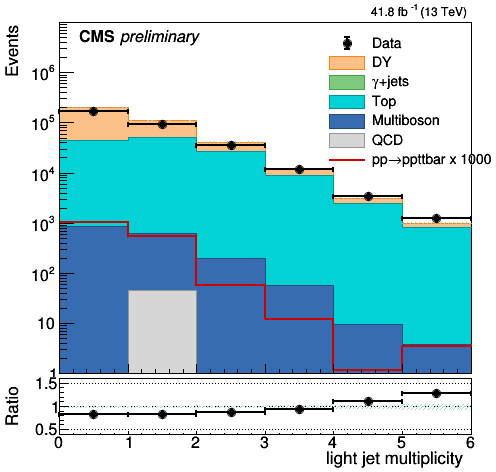 41.8 fb⁻¹ (13 TeV)
CMS preliminary
Events
Data
DY
γ+jets
Top
Multiboson
QCD
pp→ppttbar x 1000
10⁶
10⁵
10⁴
10³
10²
10
1
Ratio
1.5
1
0.5
0 1 2 3 4 5 6
light jet multiplicity